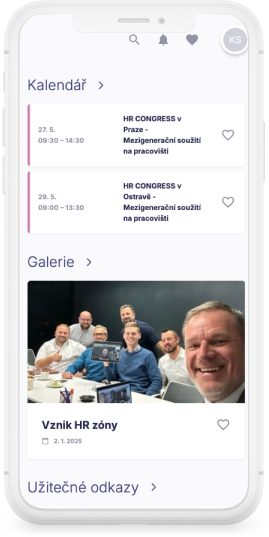 KS
Kalendář
27. 5.
09:30 – 14:30
HR CONGRESS v
Praze -
Mezigenerační soužití
na pracovišti
29. 5.
09:00 – 13:30
HR CONGRESS v
Ostravě -
Mezigenerační soužití
na pracovišti
Galerie
Vznik HR zóny
2. 1. 2025
Užitečné odkazy